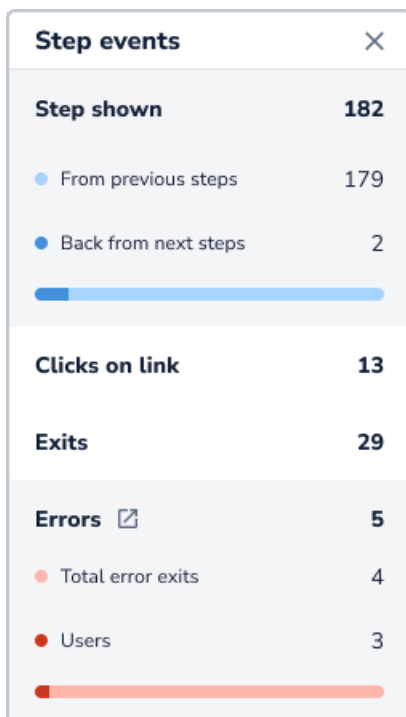 Step events
Step shown 182
From previous steps 179
Back from next steps 2
Clicks on link 13
Exits 29
Errors 5
Total error exits 4
Users 3